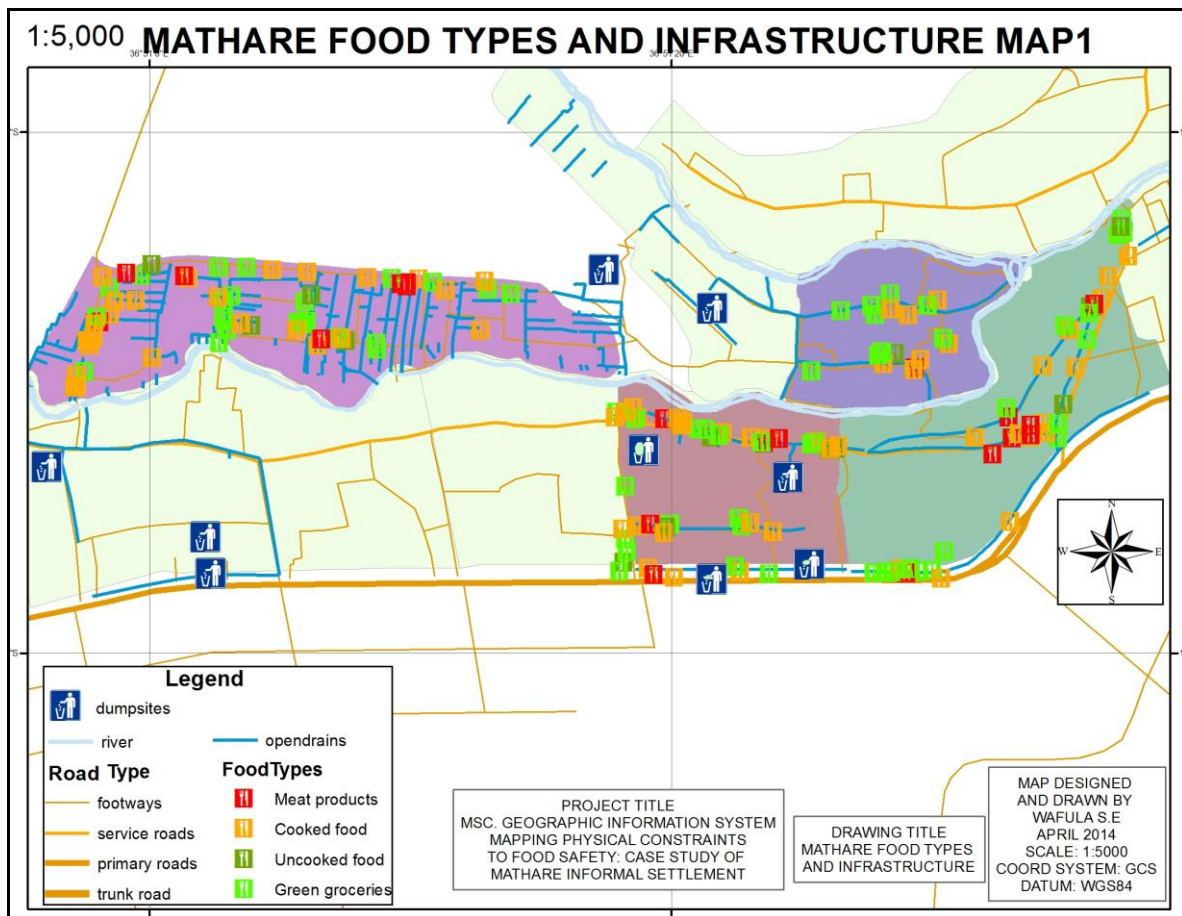 1:5,000 MATHARE FOOD TYPES AND INFRASTRUCTURE MAP1
36°51'20"E
N
W E
S
Legend
dumpsites
river opendrains
Road Type FoodTypes
footways Meat products
service roads Cooked food
primary roads Uncooked food
trunk road Green groceries
PROJECT TITLE
MSC. GEOGRAPHIC INFORMATION SYSTEM
MAPPING PHYSICAL CONSTRAINTS
TO FOOD SAFETY: CASE STUDY OF
MATHARE INFORMAL SETTLEMENT
DRAWING TITLE
MATHARE FOOD TYPES
AND INFRASTRUCTURE
MAP DESIGNED
AND DRAWN BY
WAFULA S.E
APRIL 2014
SCALE: 1:5000
COORD SYSTEM: GCS
DATUM: WGS84